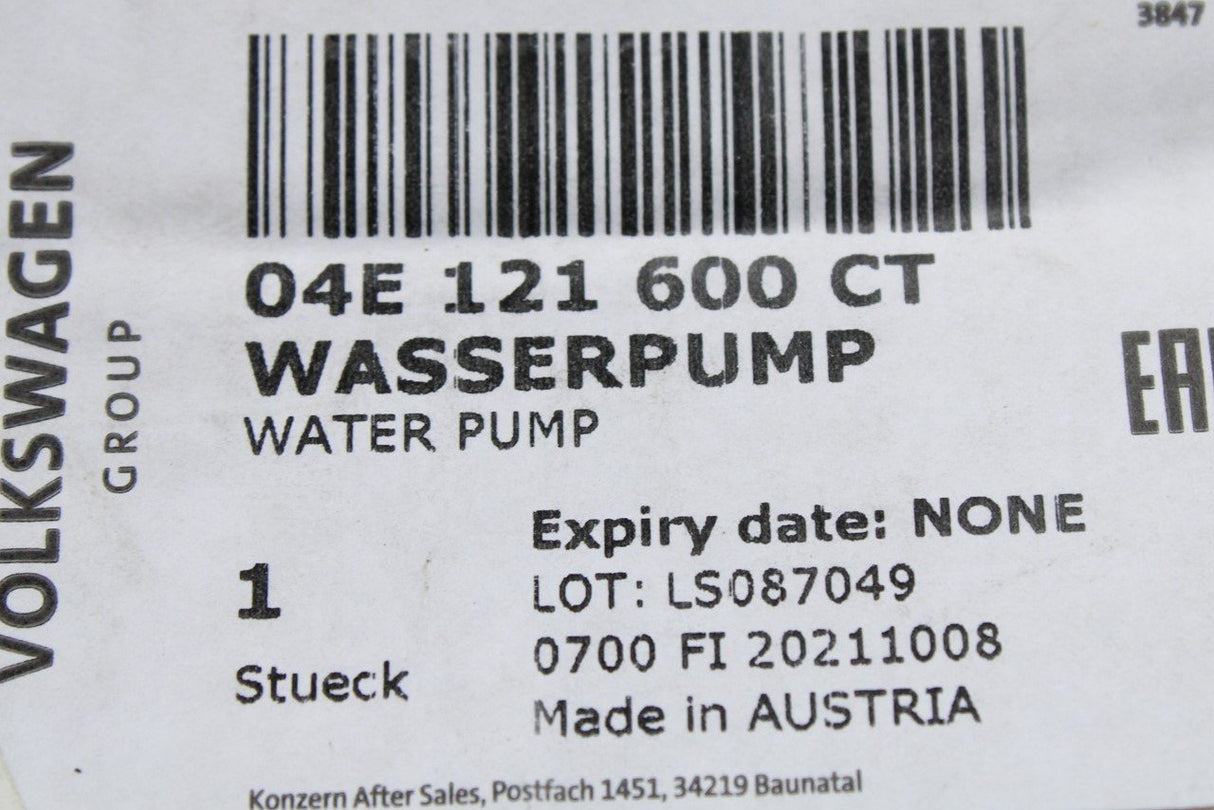 3847
VOLKSWAGEN
GROUP
04E 121 600 CT
WASSERPUMP
WATER PUMP
Expiry date: NONE
1
LOT: LS087049
0700 FI 20211008
Stueck
Made in AUSTRIA
Konzern After Sales, Postfach 1451, 34219 Baunatal